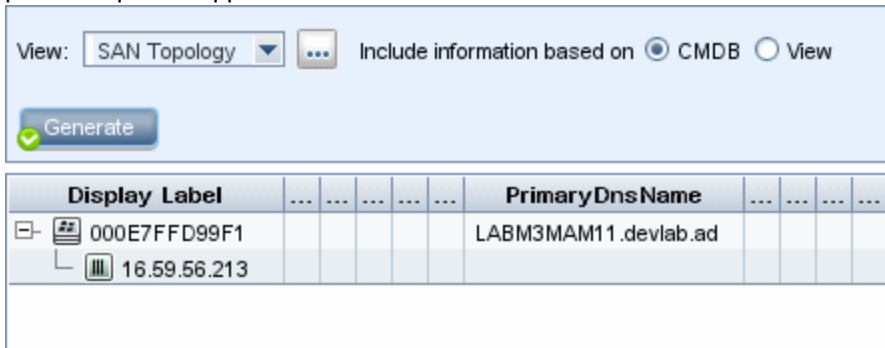 View: SAN Topology ... Include information based on CMDB View
Generate
Display Label ... ... ... ... ... PrimaryDnsName ... ... ... ...
000E7FFD99F1 LABM3MAM11.devlab.ad
16.59.56.213